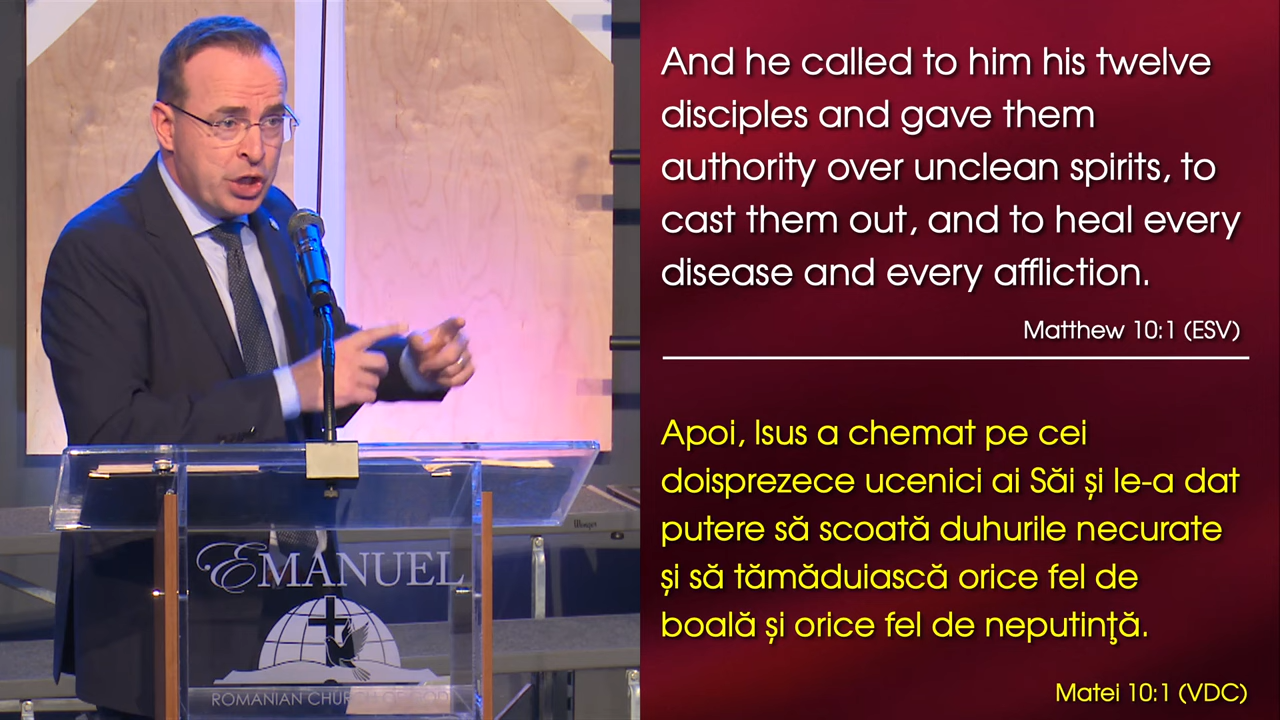 And he called to him his twelve
disciples and gave them
authority over unclean spirits, to
cast them out, and to heal every
disease and every affliction.
Matthew 10:1 (ESV)
Apoi, Isus a chemat pe cei
doisprezece ucenici ai Săi și le-a dat
putere să scoată duhurile necurate
și să tămăduiască orice fel de
boală și orice fel de neputinţă.
Matei 10:1 (VDC)
Wenger
EMANUEL
ROMANIAN CHURCH OF GOD